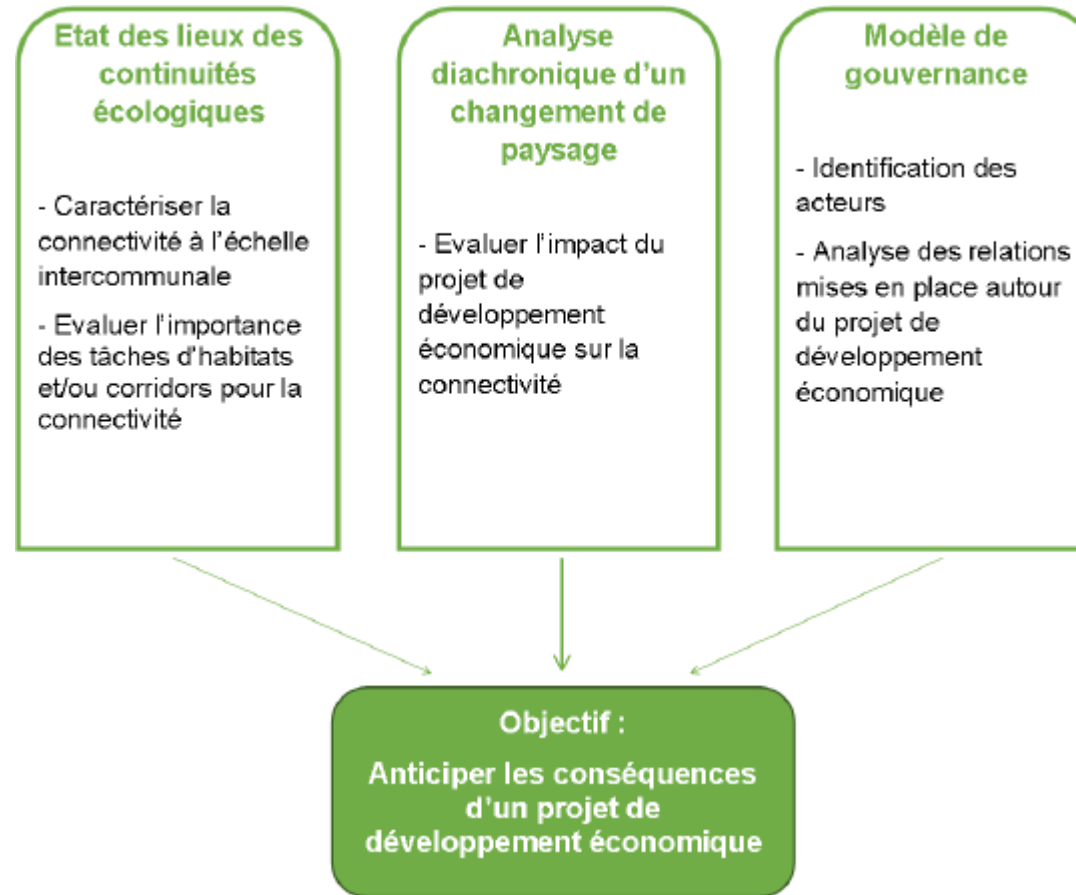 Etat des lieux des
continuités
écologiques
- Caractériser la
connectivité à l'échelle
intercommunale
- Evaluer l'importance
des tâches d'habitats
et/ou corridors pour la
connectivité
Analyse
diachronique d'un
changement de
paysage
- Evaluer l'impact du
projet de
développement
économique sur la
connectivité
Modèle de
gouvernance
- Identification des
acteurs
- Analyse des relations
mises en place autour
du projet de
développement
économique
Objectif :
Anticiper les conséquences
d'un projet de
développement économique